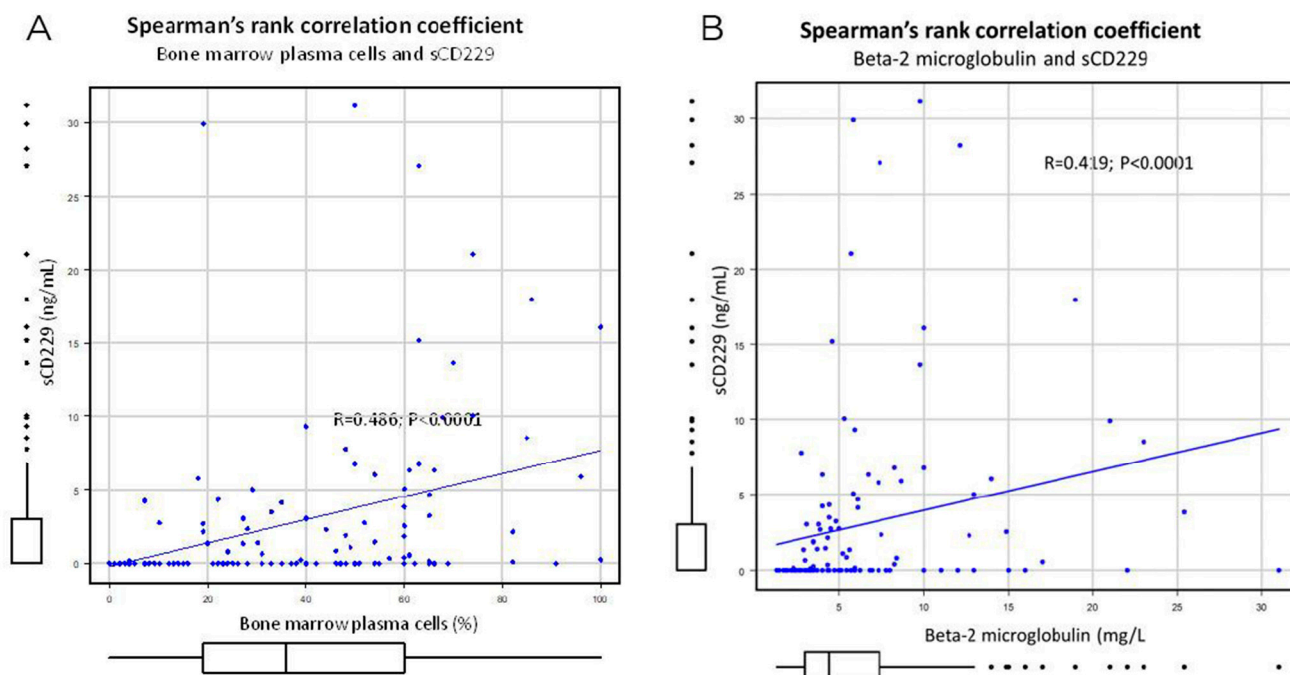 A
Spearman's rank correlation coefficient
Bone marrow plasma cells and sCD229
30
25
20
15
10
5
0
sCD229 (ng/mL)
R=0.486; P<0.0001
0 20 40 60 80 100
Bone marrow plasma cells (%)
B
Spearman's rank correlation coefficient
Beta-2 microglobulin and sCD229
30
25
20
15
10
5
0
sCD229 (ng/mL)
R=0.419; P<0.0001
5 10 15 20 25 30
Beta-2 microglobulin (mg/L